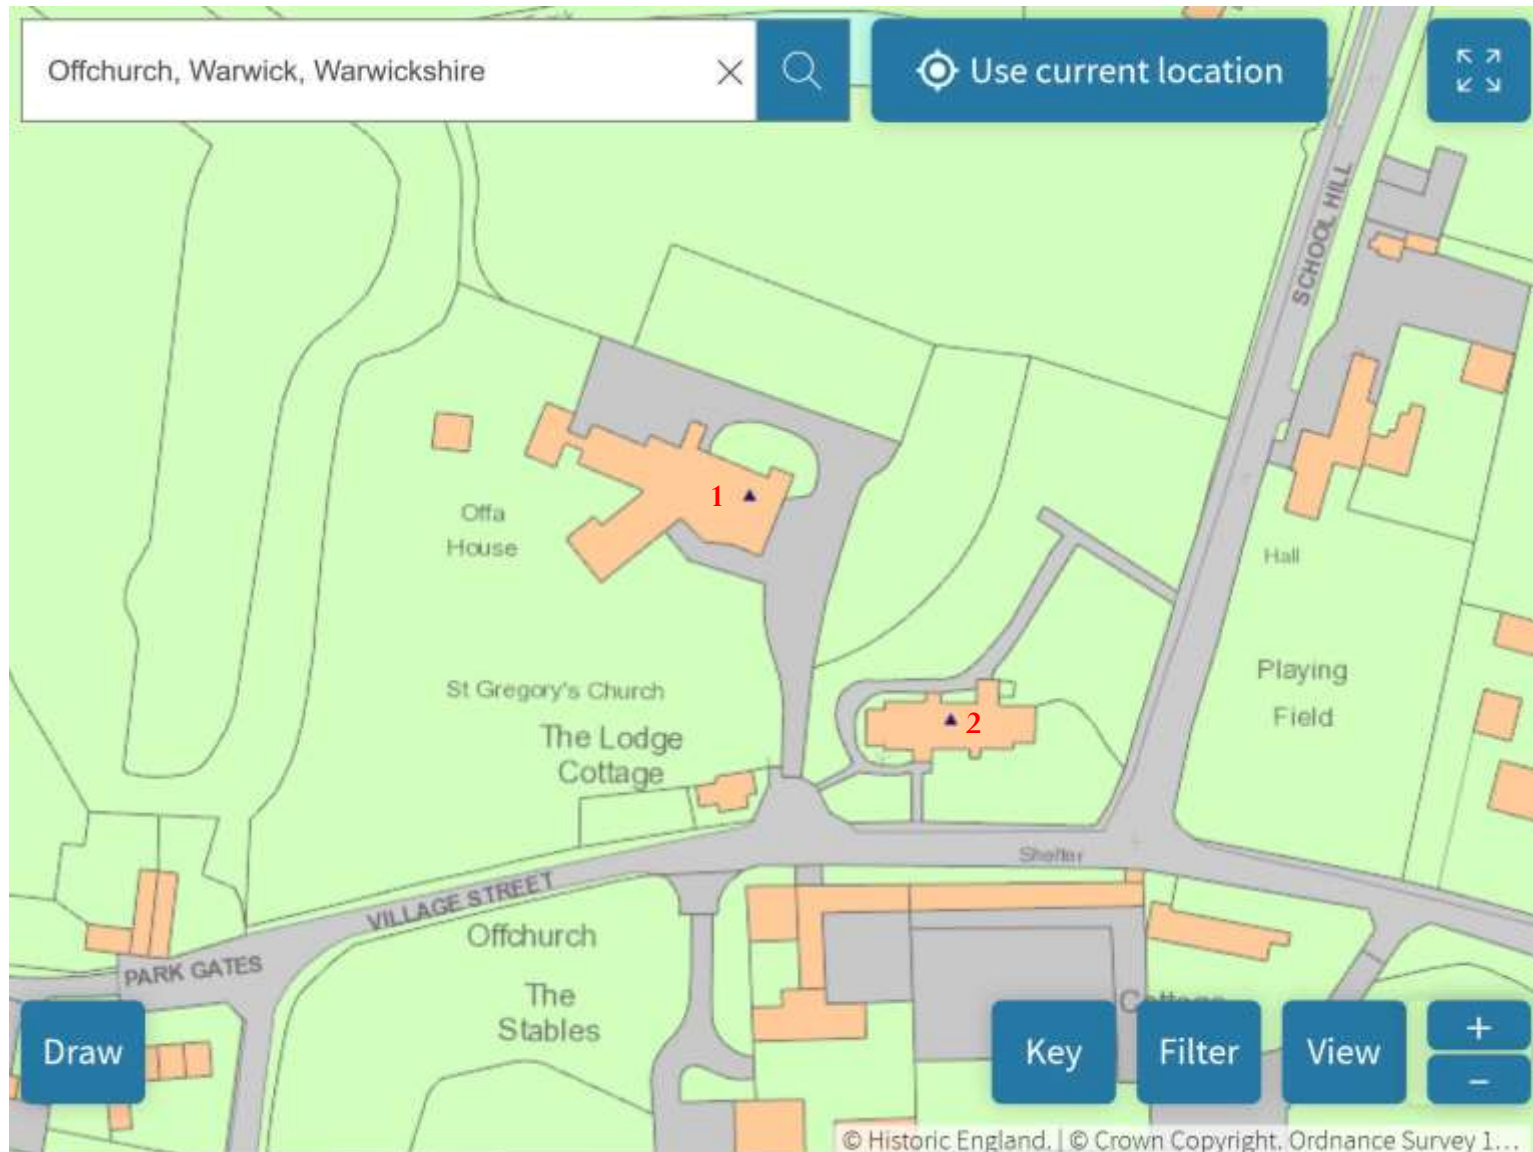 Offchurch, Warwick, Warwickshire
Use current location
SCHOOL HILL
1
Offa
House
Hall
St Gregory's Church
Playing
Field
The Lodge
Cottage
2
Shelter
VILLAGE STREET
Offchurch
PARK GATES
The
Stables
Cottage
Draw
Key
Filter
View
+
−
© Historic England. | © Crown Copyright. Ordnance Survey 1…